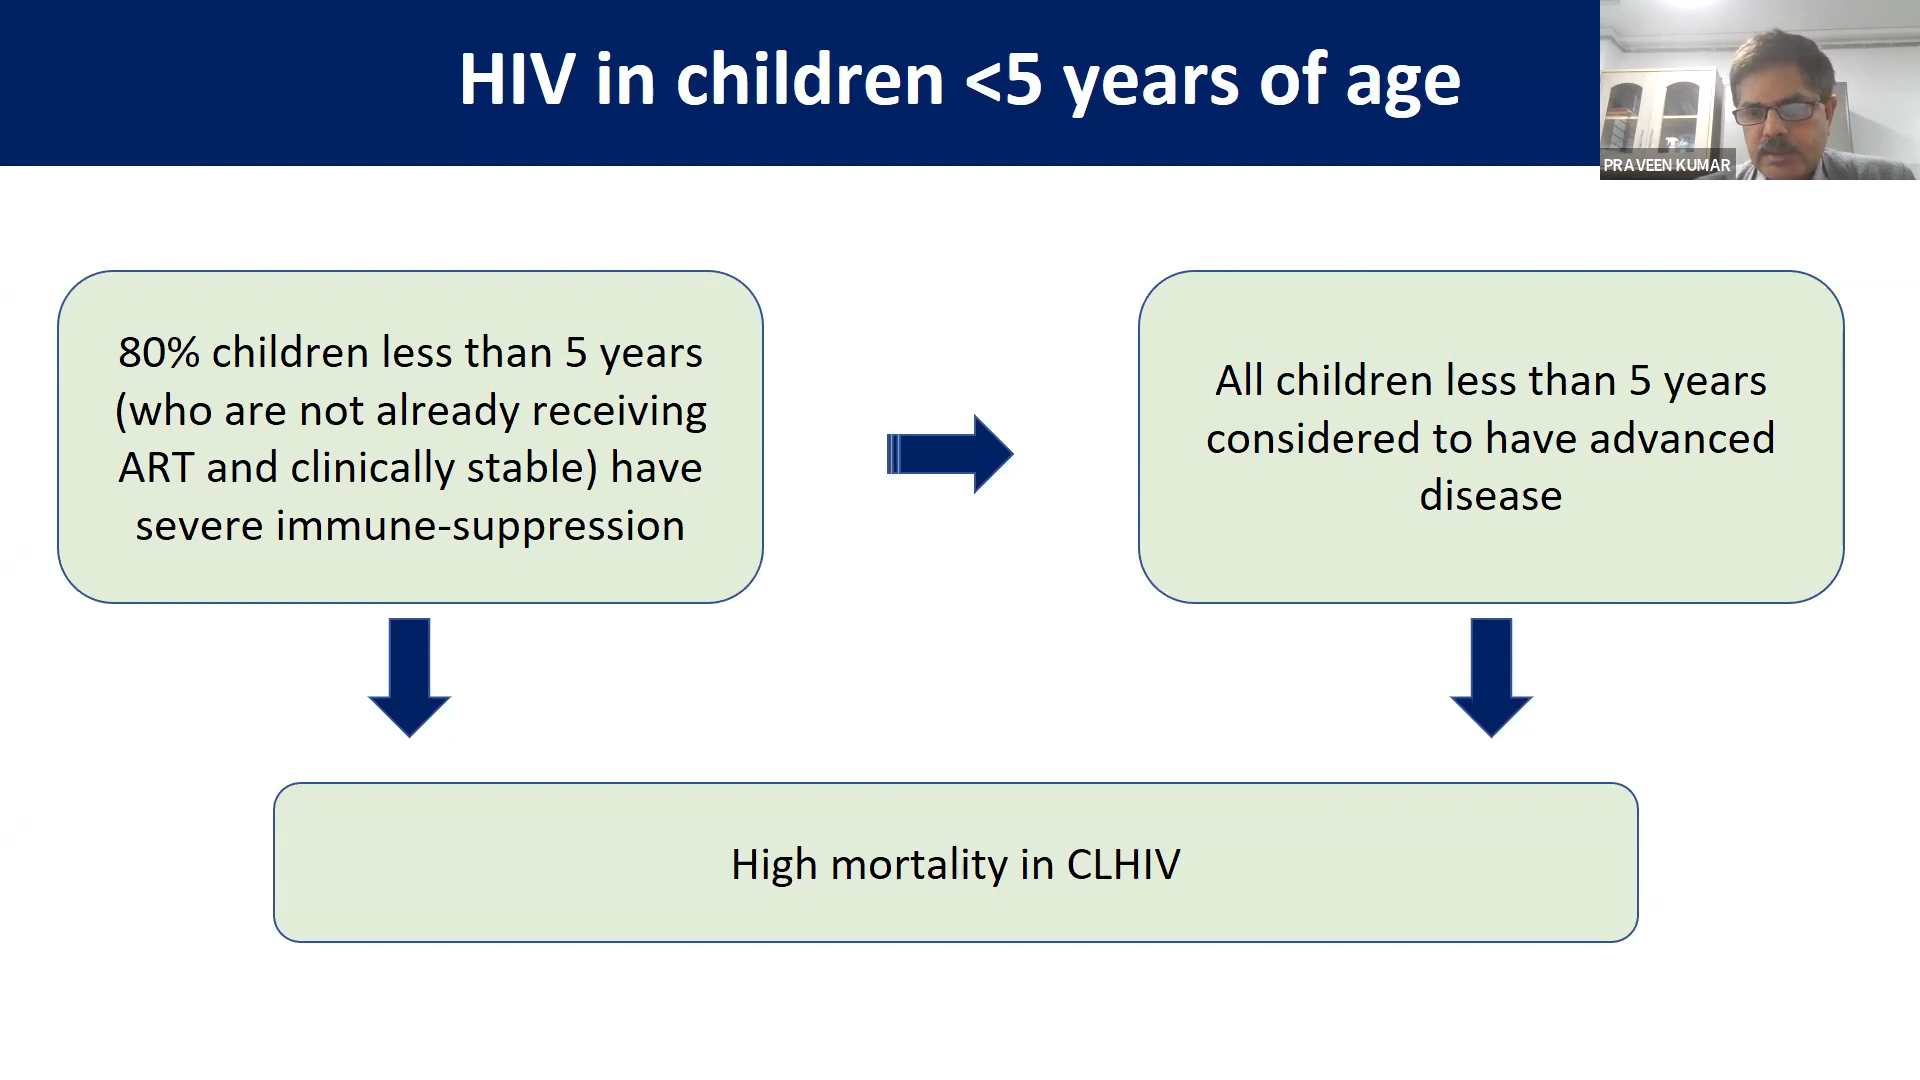 HIV in children <5 years of age
PRAVEEN KUMAR
80% children less than 5 years
(who are not already receiving
ART and clinically stable) have
severe immune-suppression
All children less than 5 years
considered to have advanced
disease
High mortality in CLHIV